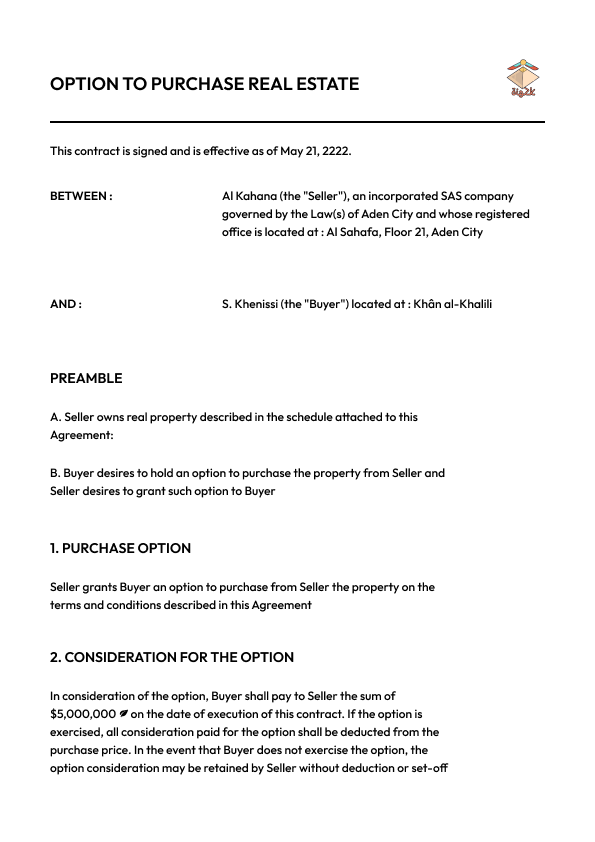 OPTION TO PURCHASE REAL ESTATE
This contract is signed and is effective as of May 21, 2222.
BETWEEN :
Al Kahana (the "Seller"), an incorporated SAS company
governed by the Law(s) of Aden City and whose registered
office is located at : Al Sahafa, Floor 21, Aden City
AND :
S. Khenissi (the "Buyer") located at : Khân al-Khalili
PREAMBLE
A. Seller owns real property described in the schedule attached to this
Agreement:
B. Buyer desires to hold an option to purchase the property from Seller and
Seller desires to grant such option to Buyer
1. PURCHASE OPTION
Seller grants Buyer an option to purchase from Seller the property on the
terms and conditions described in this Agreement
2. CONSIDERATION FOR THE OPTION
In consideration of the option, Buyer shall pay to Seller the sum of
$5,000,000 on the date of execution of this contract. If the option is
exercised, all consideration paid for the option shall be deducted from the
purchase price. In the event that Buyer does not exercise the option, the
option consideration may be retained by Seller without deduction or set-off